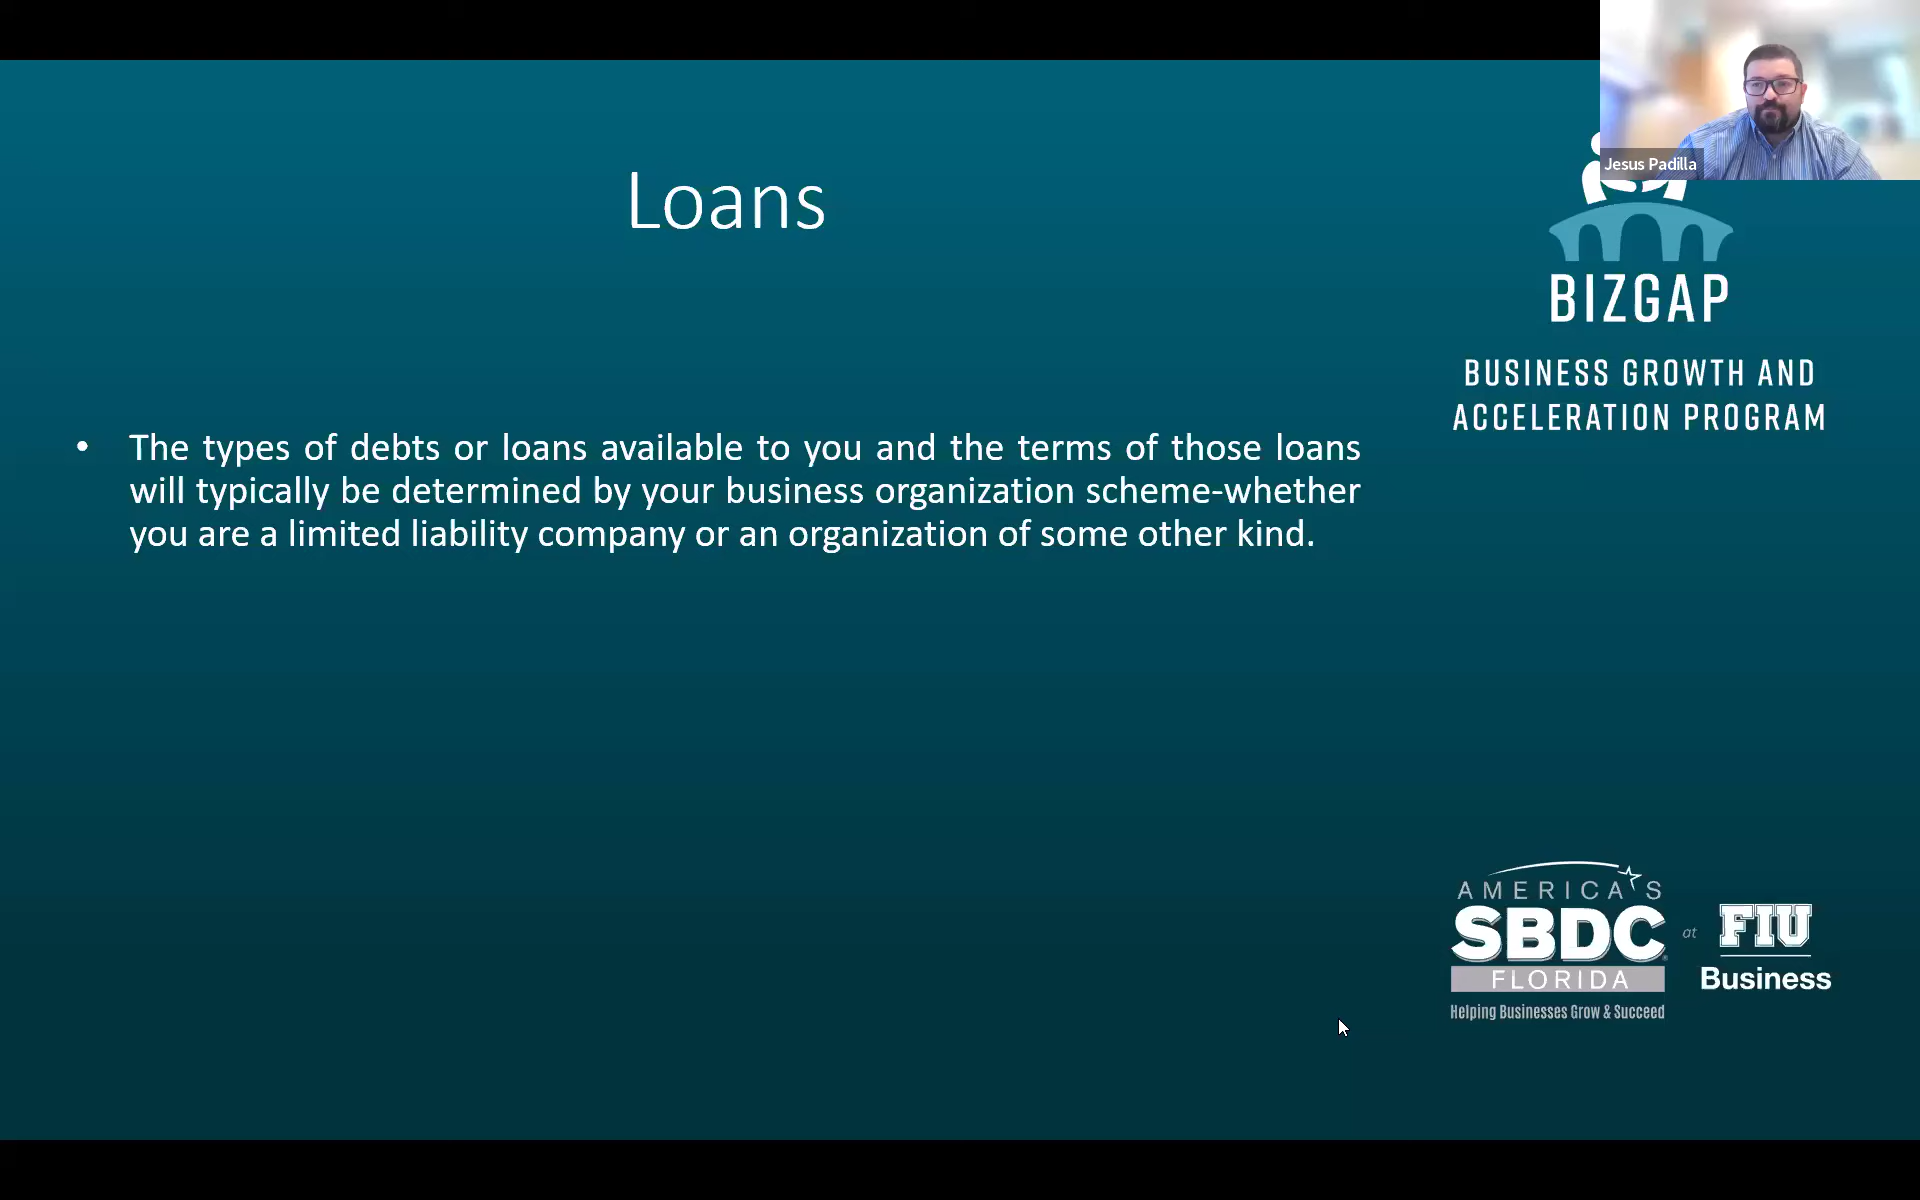 Jesus Padilla
Loans
BIZGAP
BUSINESS GROWTH AND
ACCELERATION PROGRAM
• The types of debts or loans available to you and the terms of those loans
will typically be determined by your business organization scheme-whether
you are a limited liability company or an organization of some other kind.
AMERICA'S
SBDC
FLORIDA
Helping Businesses Grow & Succeed
at
FIU
Business